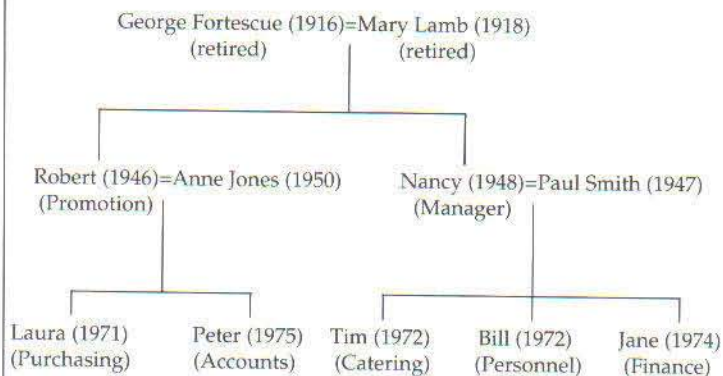 George Fortescue (1916)=Mary Lamb (1918)
(retired) (retired)
Robert (1946)=Anne Jones (1950) Nancy (1948)=Paul Smith (1947)
(Promotion) (Manager)
Laura (1971) Peter (1975) Tim (1972) Bill (1972) Jane (1974)
(Purchasing) (Accounts) (Catering) (Personnel) (Finance)